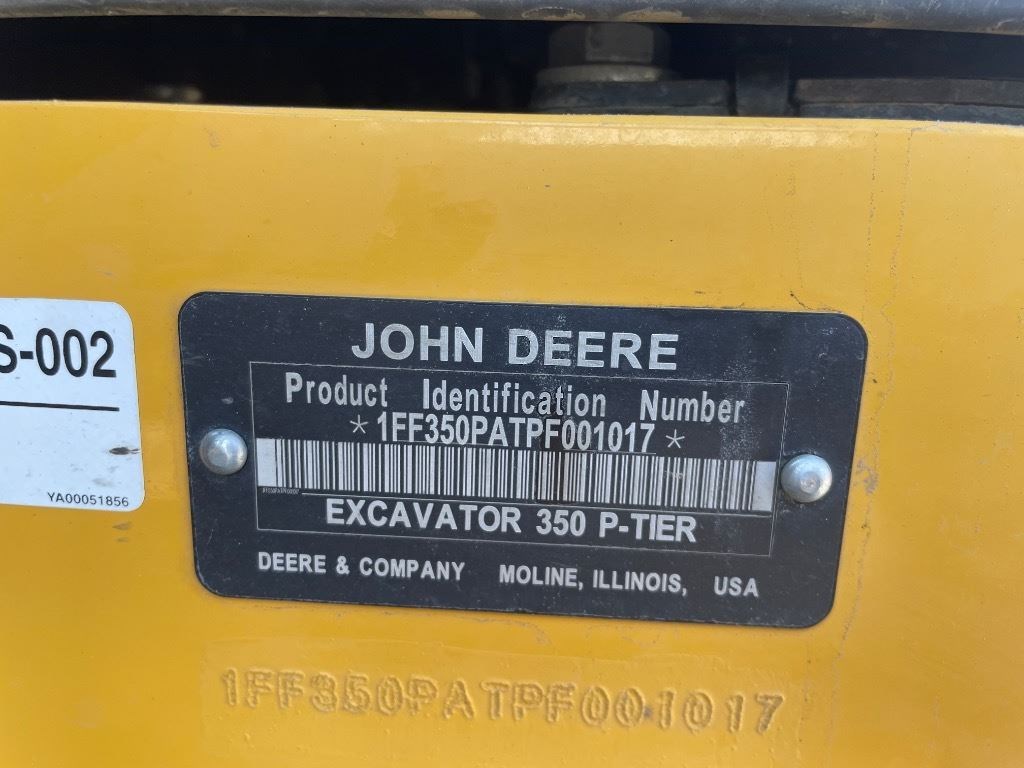 S-002
YA00051856
JOHN DEERE
Product Identification Number
*1FF350PATPF001017*
EXCAVATOR 350 P-TIER
DEERE & COMPANY MOLINE, ILLINOIS, USA
1FF350PATPF001017